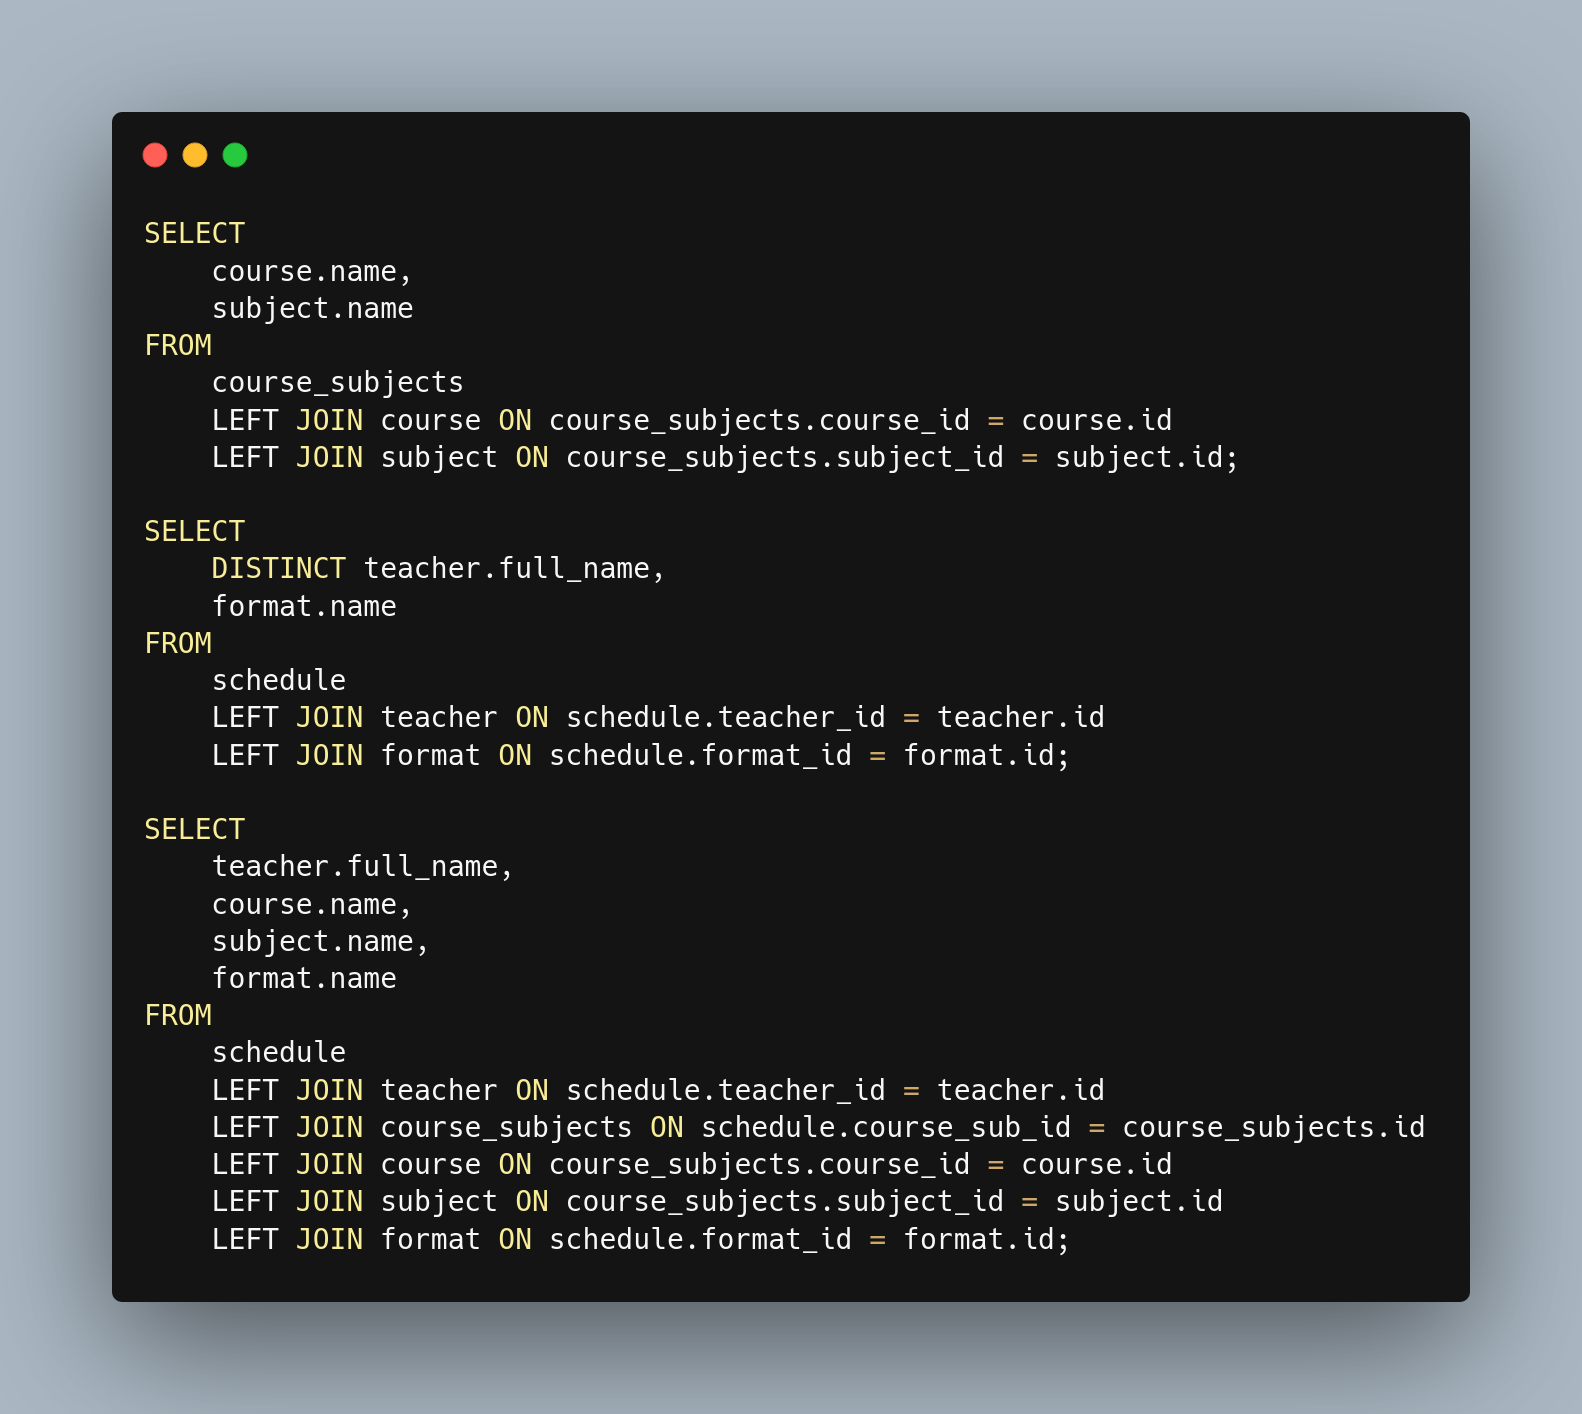 SELECT
    course.name,
    subject.name
FROM
    course_subjects
    LEFT JOIN course ON course_subjects.course_id = course.id
    LEFT JOIN subject ON course_subjects.subject_id = subject.id;

SELECT
    DISTINCT teacher.full_name,
    format.name
FROM
    schedule
    LEFT JOIN teacher ON schedule.teacher_id = teacher.id
    LEFT JOIN format ON schedule.format_id = format.id;

SELECT
    teacher.full_name,
    course.name,
    subject.name,
    format.name
FROM
    schedule
    LEFT JOIN teacher ON schedule.teacher_id = teacher.id
    LEFT JOIN course_subjects ON schedule.course_sub_id = course_subjects.id
    LEFT JOIN course ON course_subjects.course_id = course.id
    LEFT JOIN subject ON course_subjects.subject_id = subject.id
    LEFT JOIN format ON schedule.format_id = format.id;